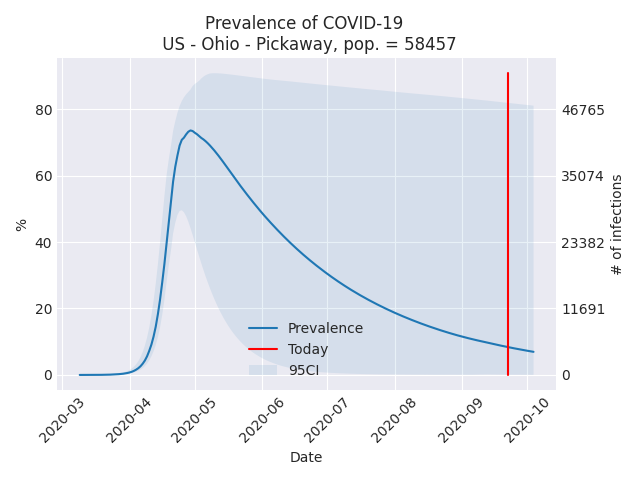 Prevalence of COVID-19
US - Ohio - Pickaway, pop. = 58457
%
80
60
40
20
0
46765
35074
23382
11691
0
# of infections
Prevalence
Today
95CI
2020-03
2020-04
2020-05
2020-06
2020-07
2020-08
2020-09
2020-10
Date